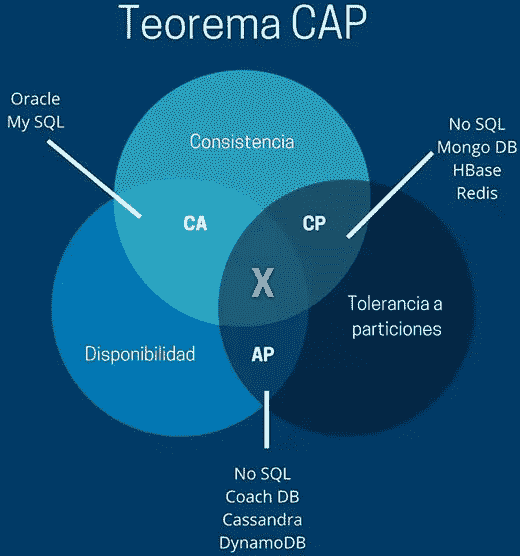 Teorema CAP
Oracle
My SQL
Consistencia
No SQL
Mongo DB
HBase
Redis
CA
CP
X
Tolerancia a
particiones
Disponibilidad
AP
No SQL
Coach DB
Cassandra
DynamoDB